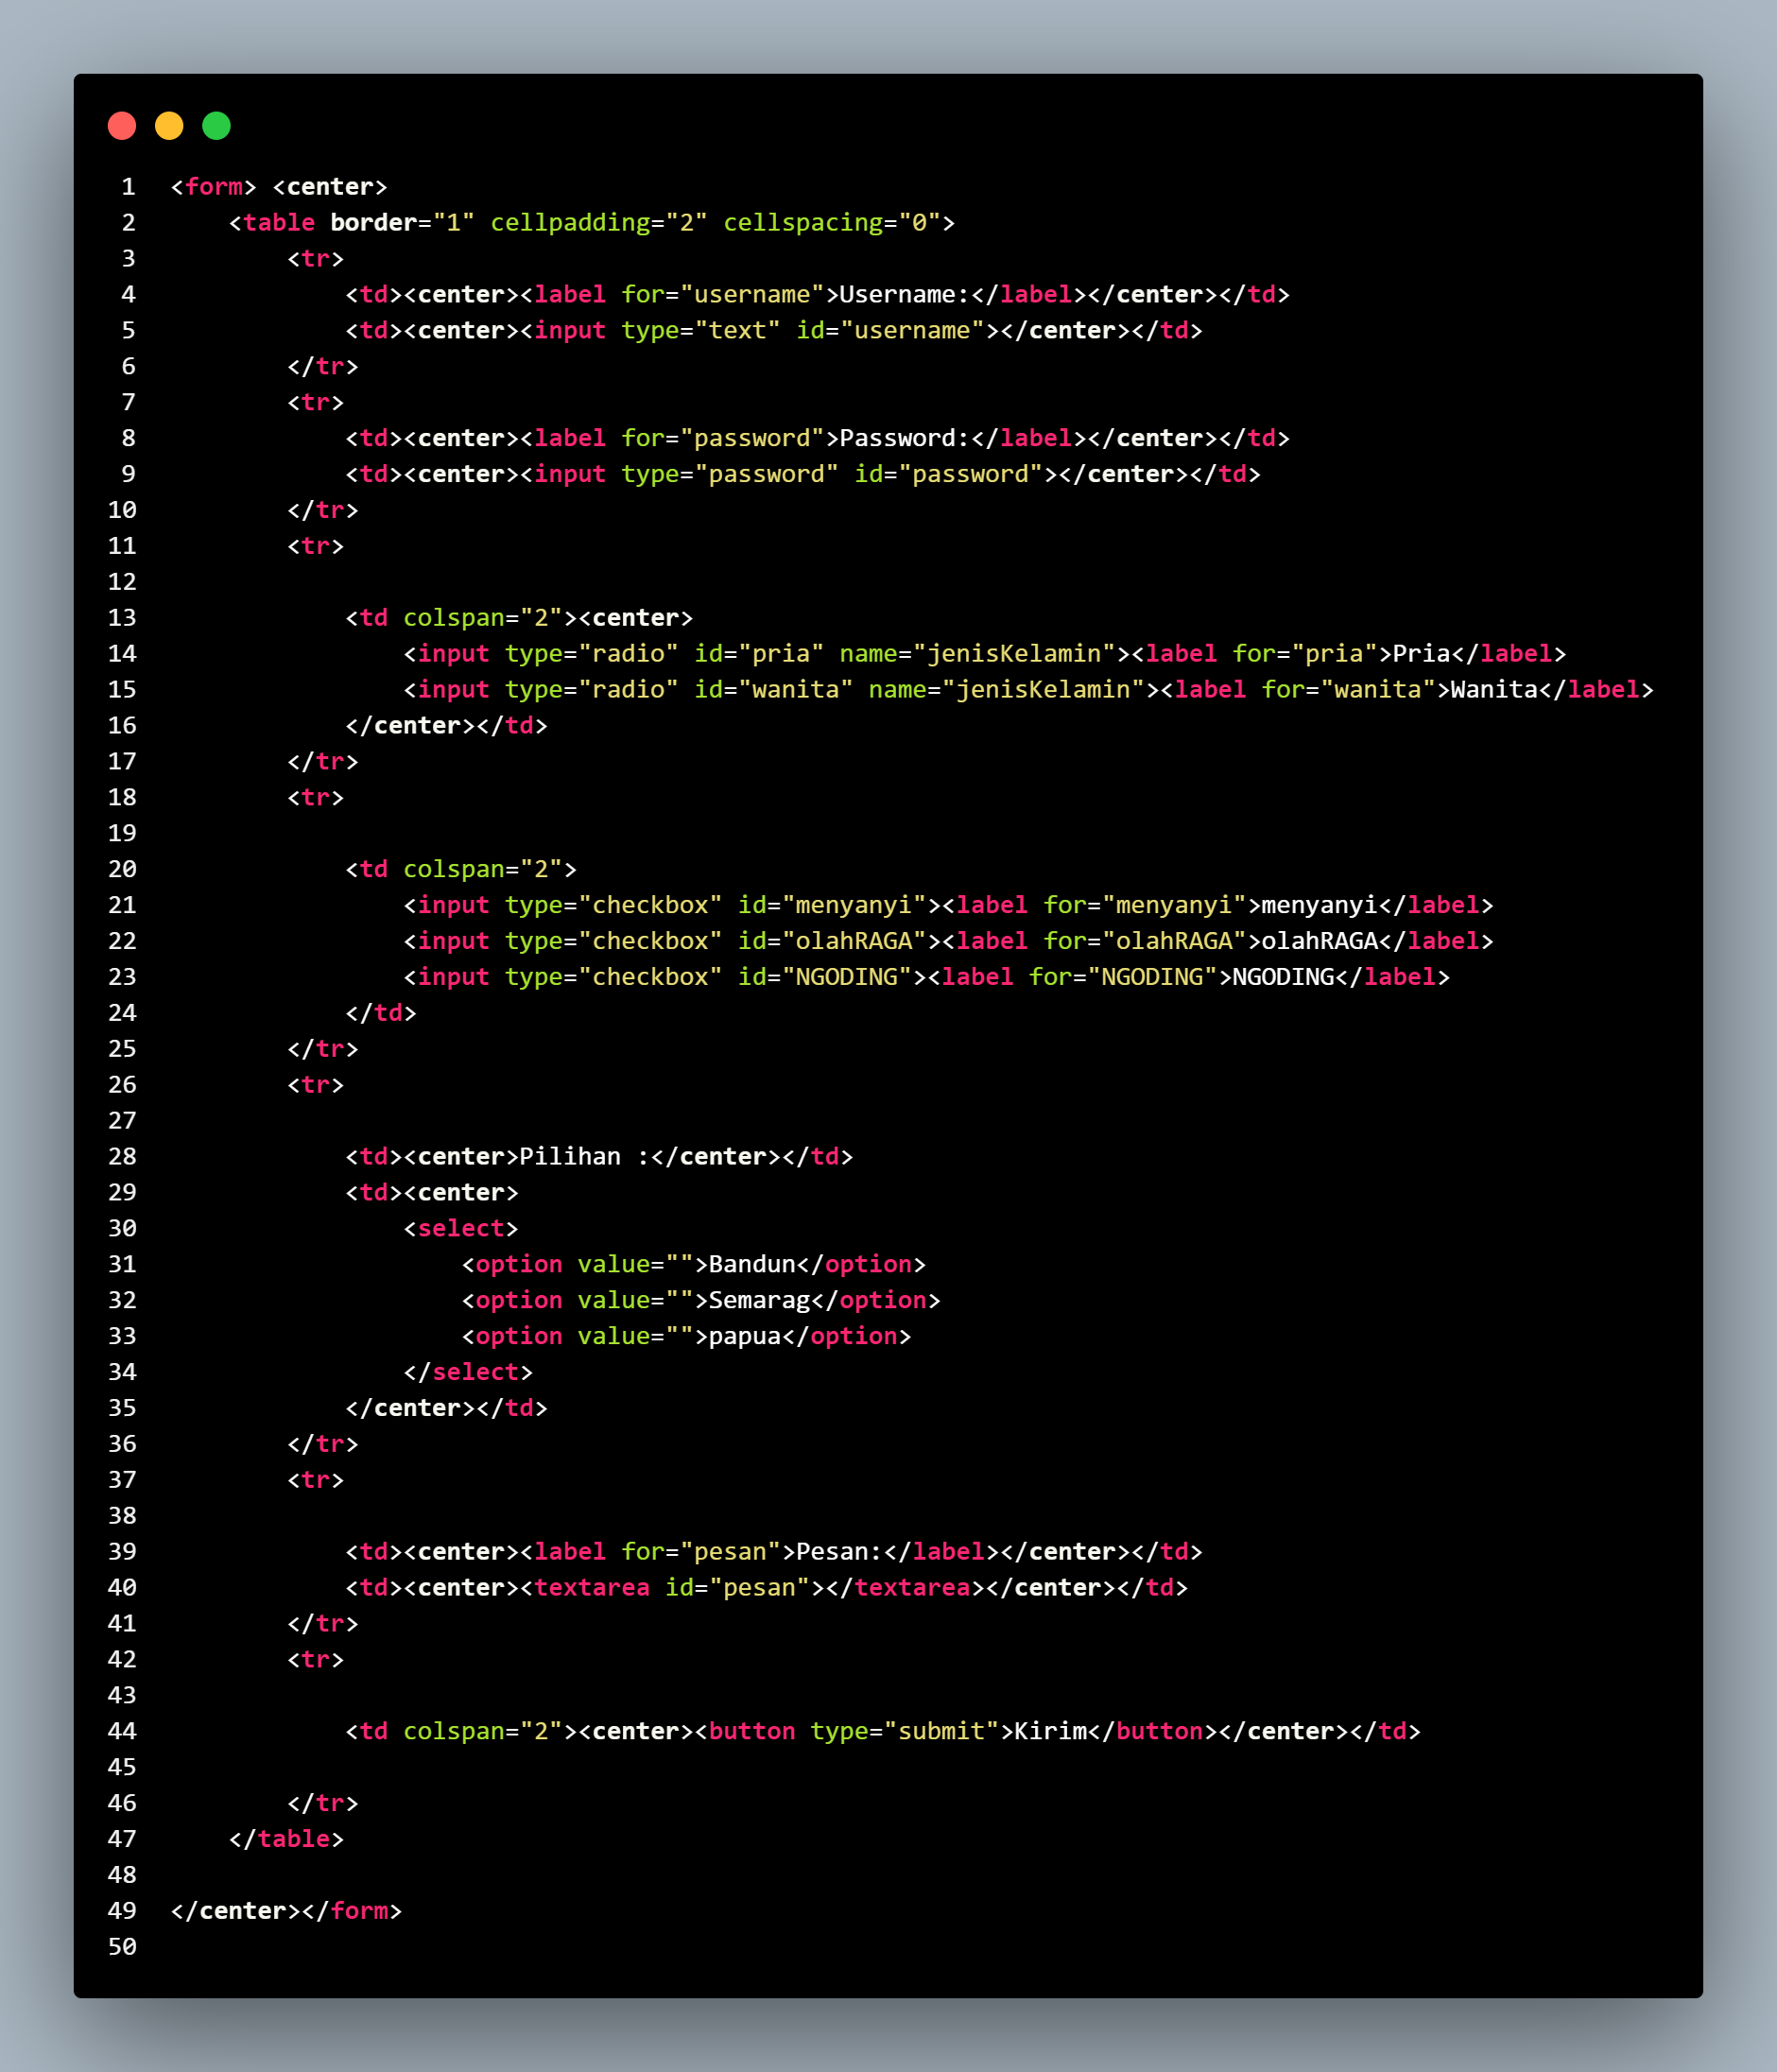 1 <form> <center>
2     <table border="1" cellpadding="2" cellspacing="0">
3         <tr>
4             <td><center><label for="username">Username:</label></center></td>
5             <td><center><input type="text" id="username"></center></td>
6         </tr>
7         <tr>
8             <td><center><label for="password">Password:</label></center></td>
9             <td><center><input type="password" id="password"></center></td>
10         </tr>
11         <tr>
12
13             <td colspan="2"><center>
14                 <input type="radio" id="pria" name="jenisKelamin"><label for="pria">Pria</label>
15                 <input type="radio" id="wanita" name="jenisKelamin"><label for="wanita">Wanita</label>
16             </center></td>
17         </tr>
18         <tr>
19
20             <td colspan="2">
21                 <input type="checkbox" id="menyanyi"><label for="menyanyi">menyanyi</label>
22                 <input type="checkbox" id="olahRAGA"><label for="olahRAGA">olahRAGA</label>
23                 <input type="checkbox" id="NGODING"><label for="NGODING">NGODING</label>
24             </td>
25         </tr>
26         <tr>
27
28             <td><center>Pilihan :</center></td>
29             <td><center>
30                 <select>
31                     <option value="">Bandun</option>
32                     <option value="">Semarag</option>
33                     <option value="">papua</option>
34                 </select>
35             </center></td>
36         </tr>
37         <tr>
38
39             <td><center><label for="pesan">Pesan:</label></center></td>
40             <td><center><textarea id="pesan"></textarea></center></td>
41         </tr>
42         <tr>
43
44             <td colspan="2"><center><button type="submit">Kirim</button></center></td>
45
46         </tr>
47     </table>
48
49 </center></form>
50